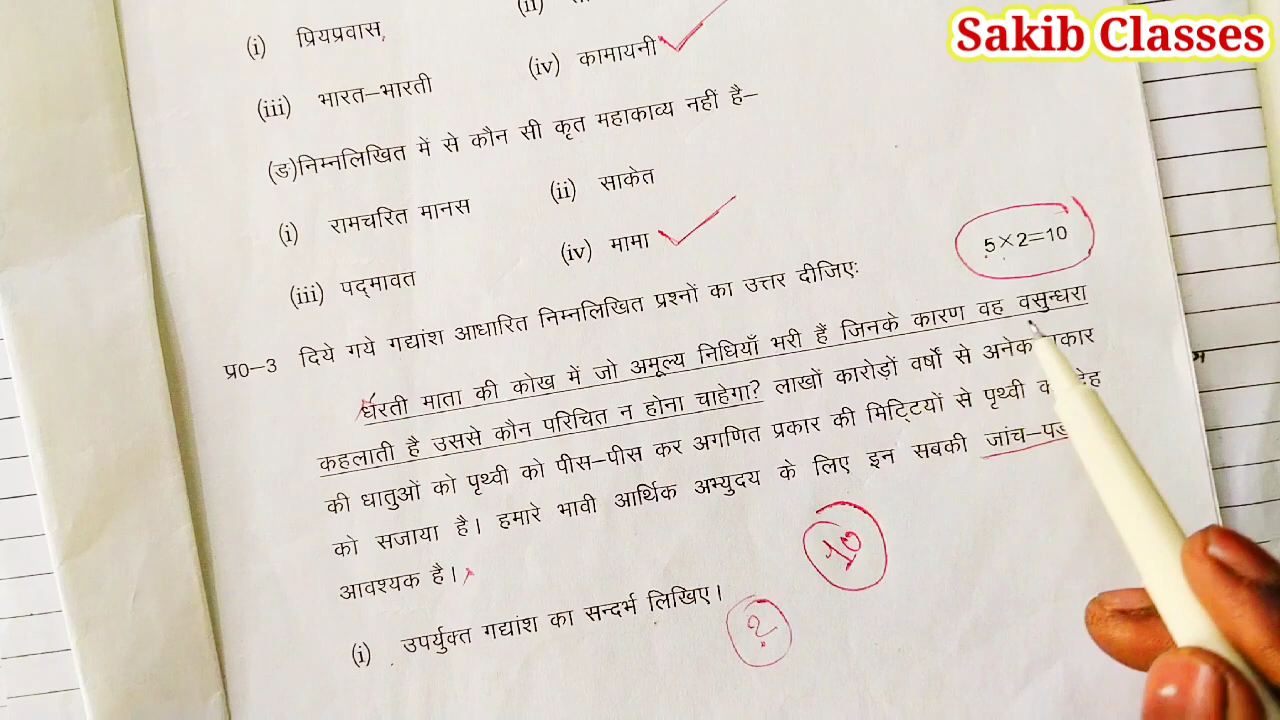 Sakib Classes
(ii)
(i) प्रियप्रवास,
(iv) कामायनी
(iii) भारत–भारती
(ङ)निम्नलिखित में से कौन सी कृत महाकाव्य नहीं है–
(i) रामचरित मानस (ii) साकेत
(iii) पद्मावत (iv) मामा
5×2=10
प्र0–3 दिये गये गद्यांश आधारित निम्नलिखित प्रश्नों का उत्तर दीजिएः
धरती माता की कोख में जो अमूल्य निधियाँ भरी हैं जिनके कारण वह वसुन्धरा
कहलाती है उससे कौन परिचित न होना चाहेगा? लाखों कारोड़ों वर्षों से अनेक
की धातुओं को पृथ्वी को पीस–पीस कर अगणित प्रकार की मिट्टियों से पृथ्वी
को सजाया है। हमारे भावी आर्थिक अभ्युदय के लिए इन सबकी जांच–
आवश्यक है।
10
(i) उपर्युक्त गद्यांश का सन्दर्भ लिखिए।
2